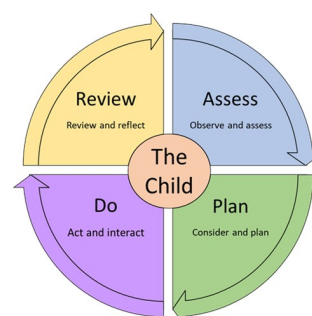 Review
Review and reflect
Assess
Observe and assess
The
Child
Do
Act and interact
Plan
Consider and plan